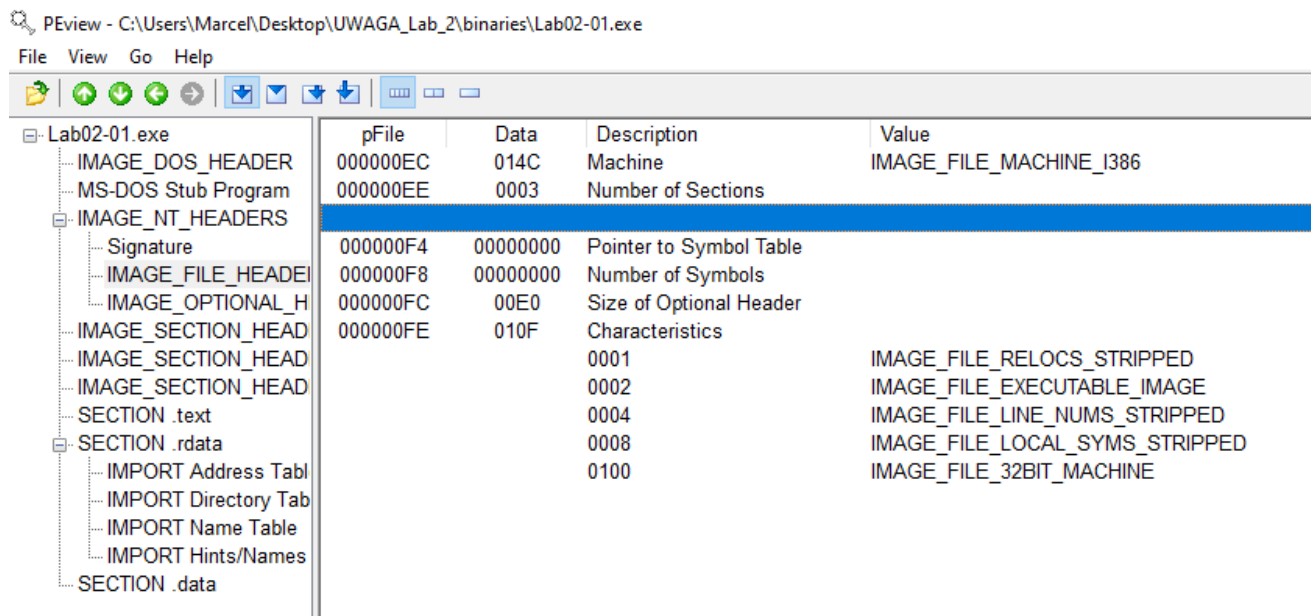 PEview - C:\Users\Marcel\Desktop\UWAGA_Lab_2\binaries\Lab02-01.exe
File View Go Help
Lab02-01.exe
IMAGE_DOS_HEADER
MS-DOS Stub Program
IMAGE_NT_HEADERS
Signature
IMAGE_FILE_HEADE
IMAGE_OPTIONAL_H
IMAGE_SECTION_HEAD
IMAGE_SECTION_HEAD
IMAGE_SECTION_HEAD
SECTION .text
SECTION .rdata
IMPORT Address Tabl
IMPORT Directory Tab
IMPORT Name Table
IMPORT Hints/Names
SECTION .data
pFile Data Description Value
000000EC 014C Machine IMAGE_FILE_MACHINE_I386
000000EE 0003 Number of Sections
000000F4 00000000 Pointer to Symbol Table
000000F8 00000000 Number of Symbols
000000FC 00E0 Size of Optional Header
000000FE 010F Characteristics
0001 IMAGE_FILE_RELOCS_STRIPPED
0002 IMAGE_FILE_EXECUTABLE_IMAGE
0004 IMAGE_FILE_LINE_NUMS_STRIPPED
0008 IMAGE_FILE_LOCAL_SYMS_STRIPPED
0100 IMAGE_FILE_32BIT_MACHINE